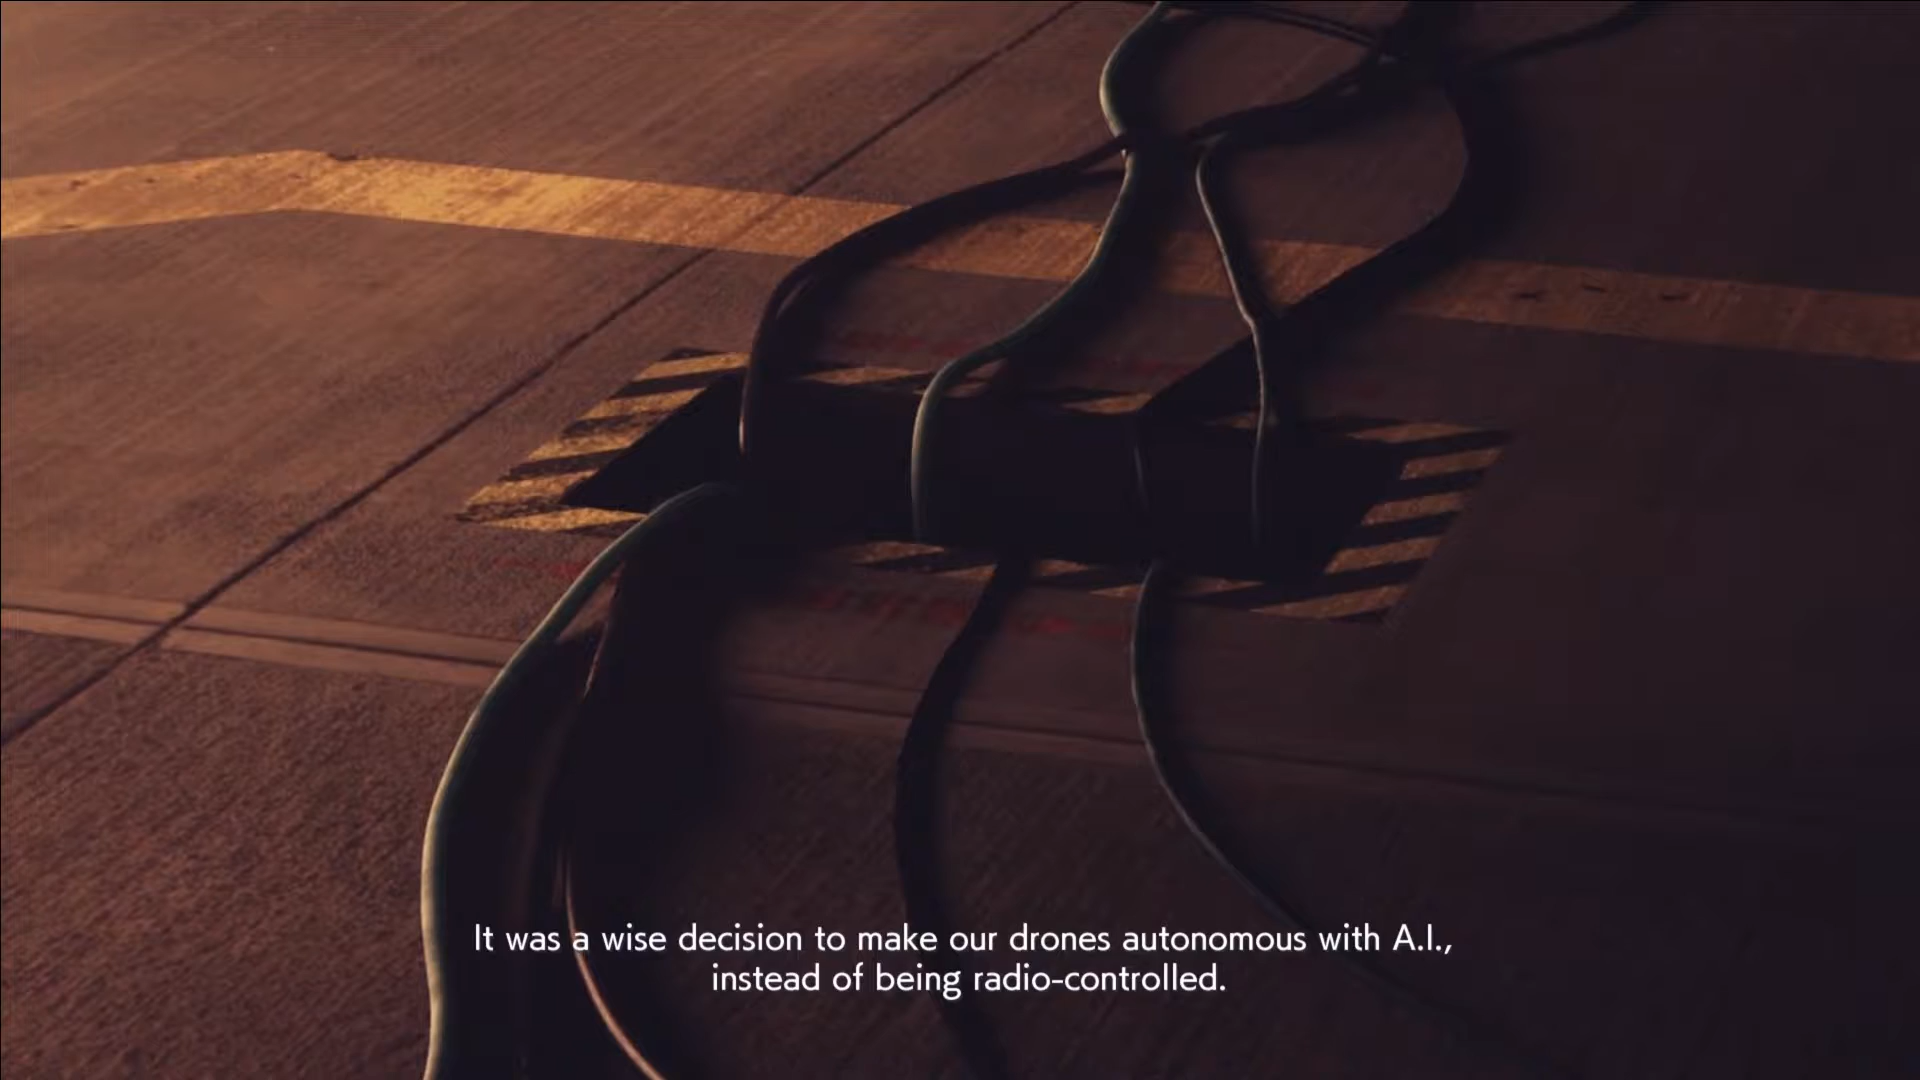 It was a wise decision to make our drones autonomous with A.I.,
instead of being radio-controlled.